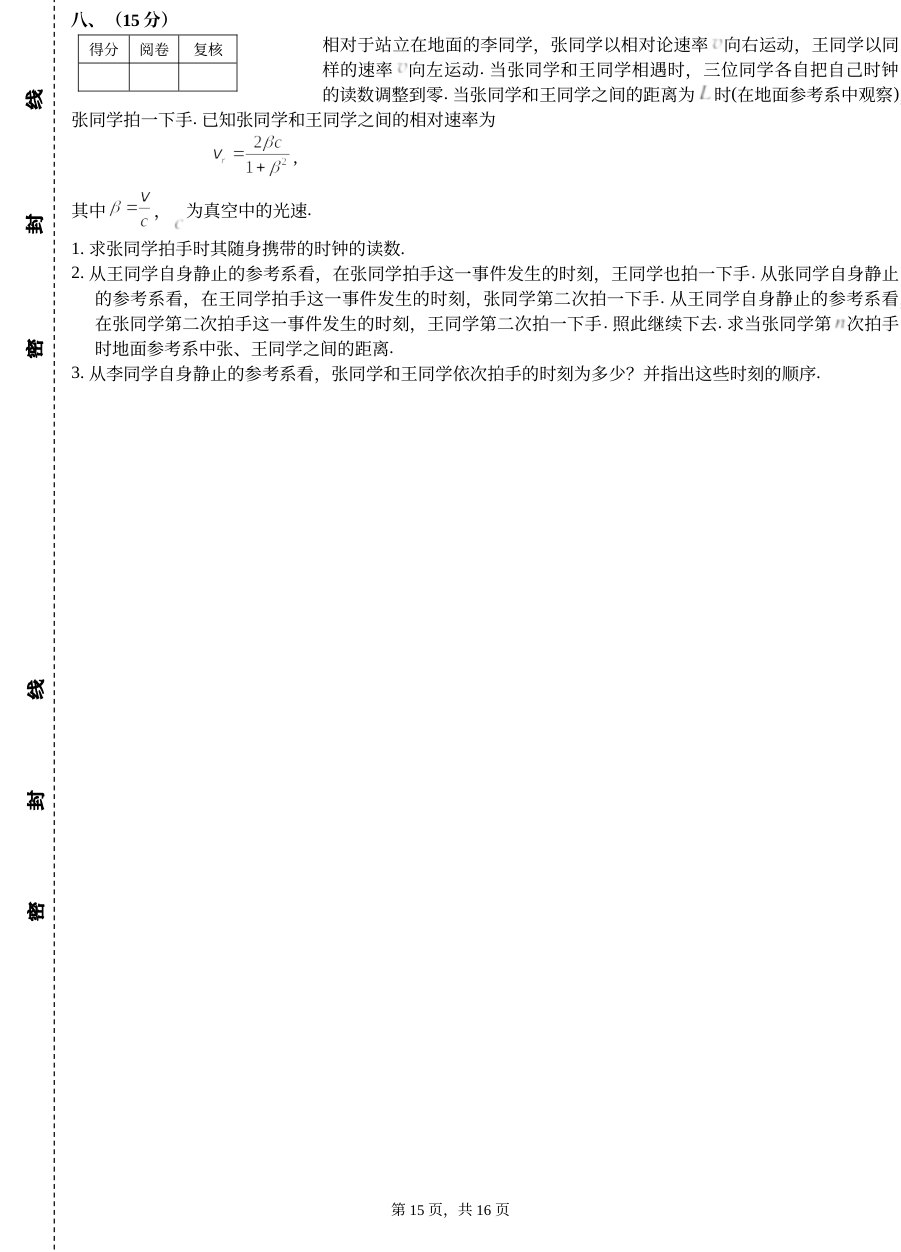 八、（15 分）
得分 阅卷 复核
相对于站立在地面的李同学，张同学以相对论速率 v 向右运动，王同学以同
样的速率 v 向左运动. 当张同学和王同学相遇时，三位同学各自把自己时钟
的读数调整到零. 当张同学和王同学之间的距离为 L 时(在地面参考系中观察)
张同学拍一下手. 已知张同学和王同学之间的相对速率为
v_r = 2βc / (1 + β²)，
其中 β = v/c， c 为真空中的光速.
1. 求张同学拍手时其随身携带的时钟的读数.
2. 从王同学自身静止的参考系看，在张同学拍手这一事件发生的时刻，王同学也拍一下手. 从张同学自身静止
的参考系看，在王同学拍手这一事件发生的时刻，张同学第二次拍一下手. 从王同学自身静止的参考系看
在张同学第二次拍手这一事件发生的时刻，王同学第二次拍一下手. 照此继续下去. 求当张同学第 n 次拍手
时地面参考系中张、王同学之间的距离.
3. 从李同学自身静止的参考系看，张同学和王同学依次拍手的时刻为多少？并指出这些时刻的顺序.
线
封
密
线
封
密
第 15 页，共 16 页